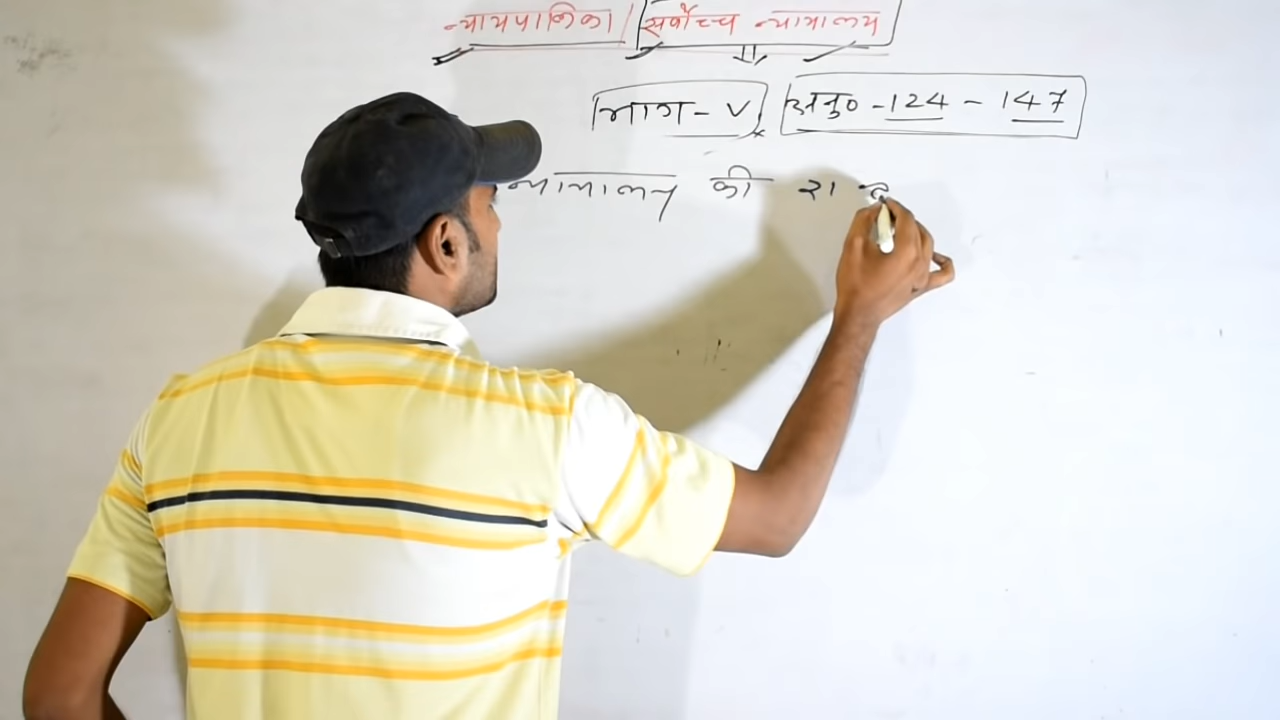 न्यायपालिका / सर्वोच्च न्यायालय
भाग-V, अनु० -124 - 147
न्यायालय की